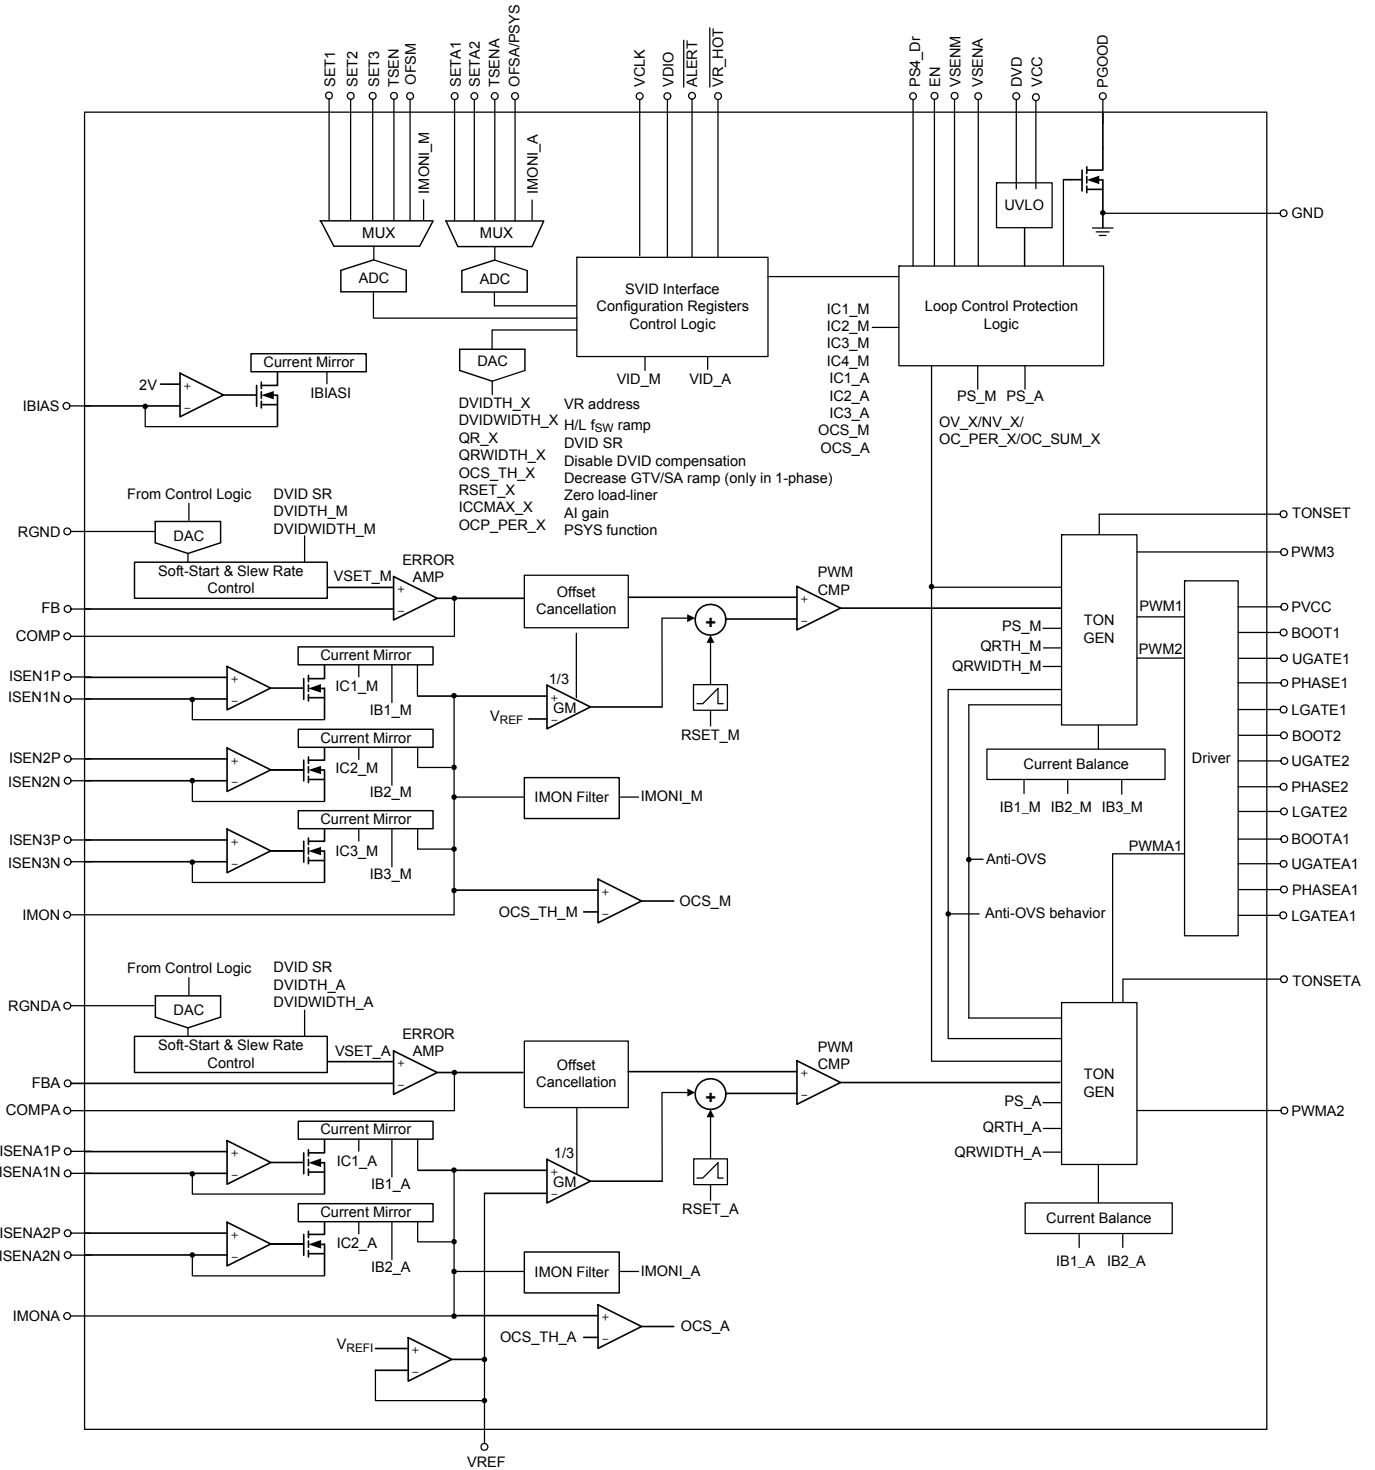 SET1
SET2
SET3
TSEN
OFSM
IMONI_M
SETA1
SETA2
TSENA
OFSA/PSYS
IMONI_A
VCLK
VDIO
ALERT
VR_HOT
PS4_Dr
EN
VSENM
VSENA
DVD
VCC
PGOOD
MUX
MUX
UVLO
GND
ADC
ADC
SVID Interface
Configuration Registers
Control Logic
Loop Control Protection
Logic
IC1_M
IC2_M
IC3_M
IC4_M
IC1_A
IC2_A
IC3_A
OCS_M
OCS_A
DAC
VID_M
VID_A
PS_M
PS_A
OV_X/NV_X/
OC_PER_X/OC_SUM_X
Current Mirror
2V
IBIASI
IBIAS
DVIDTH_X
DVIDWIDTH_X
QR_X
QRWIDTH_X
OCS_TH_X
RSET_X
ICCMAX_X
OCP_PER_X
VR address
H/L fSW ramp
DVID SR
Disable DVID compensation
Decrease GTV/SA ramp (only in 1-phase)
Zero load-liner
AI gain
PSYS function
From Control Logic
DVID SR
DVIDTH_M
DVIDWIDTH_M
RGND
DAC
Soft-Start & Slew Rate
Control
VSET_M
ERROR
AMP
+
−
FB
COMP
Offset
Cancellation
PWM
CMP
+
−
+
TONSET
PWM3
TON
GEN
PWM1
PWM2
PS_M
QRTH_M
QRWIDTH_M
PVCC
BOOT1
UGATE1
PHASE1
LGATE1
BOOT2
UGATE2
PHASE2
LGATE2
BOOTA1
UGATEA1
PHASEA1
LGATEA1
Driver
ISEN1P
ISEN1N
+
−
Current Mirror
IC1_M
IB1_M
1/3
GM
+
−
VREF
RSET_M
ISEN2P
ISEN2N
+
−
Current Mirror
IC2_M
IB2_M
IMON Filter
IMONI_M
Current Balance
IB1_M
IB2_M
IB3_M
ISEN3P
ISEN3N
+
−
Current Mirror
IC3_M
IB3_M
PWMA1
Anti-OVS
Anti-OVS behavior
IMON
OCS_TH_M
+
−
OCS_M
From Control Logic
DVID SR
DVIDTH_A
DVIDWIDTH_A
RGNDA
DAC
Soft-Start & Slew Rate
Control
VSET_A
ERROR
AMP
+
−
FBA
COMPA
Offset
Cancellation
PWM
CMP
+
−
+
TONSETA
TON
GEN
PS_A
QRTH_A
QRWIDTH_A
PWMA2
ISENA1P
ISENA1N
+
−
Current Mirror
IC1_A
IB1_A
1/3
GM
+
−
RSET_A
Current Balance
IB1_A
IB2_A
ISENA2P
ISENA2N
+
−
Current Mirror
IC2_A
IB2_A
IMON Filter
IMONI_A
IMONA
OCS_TH_A
+
−
OCS_A
VREFI
+
−
VREF